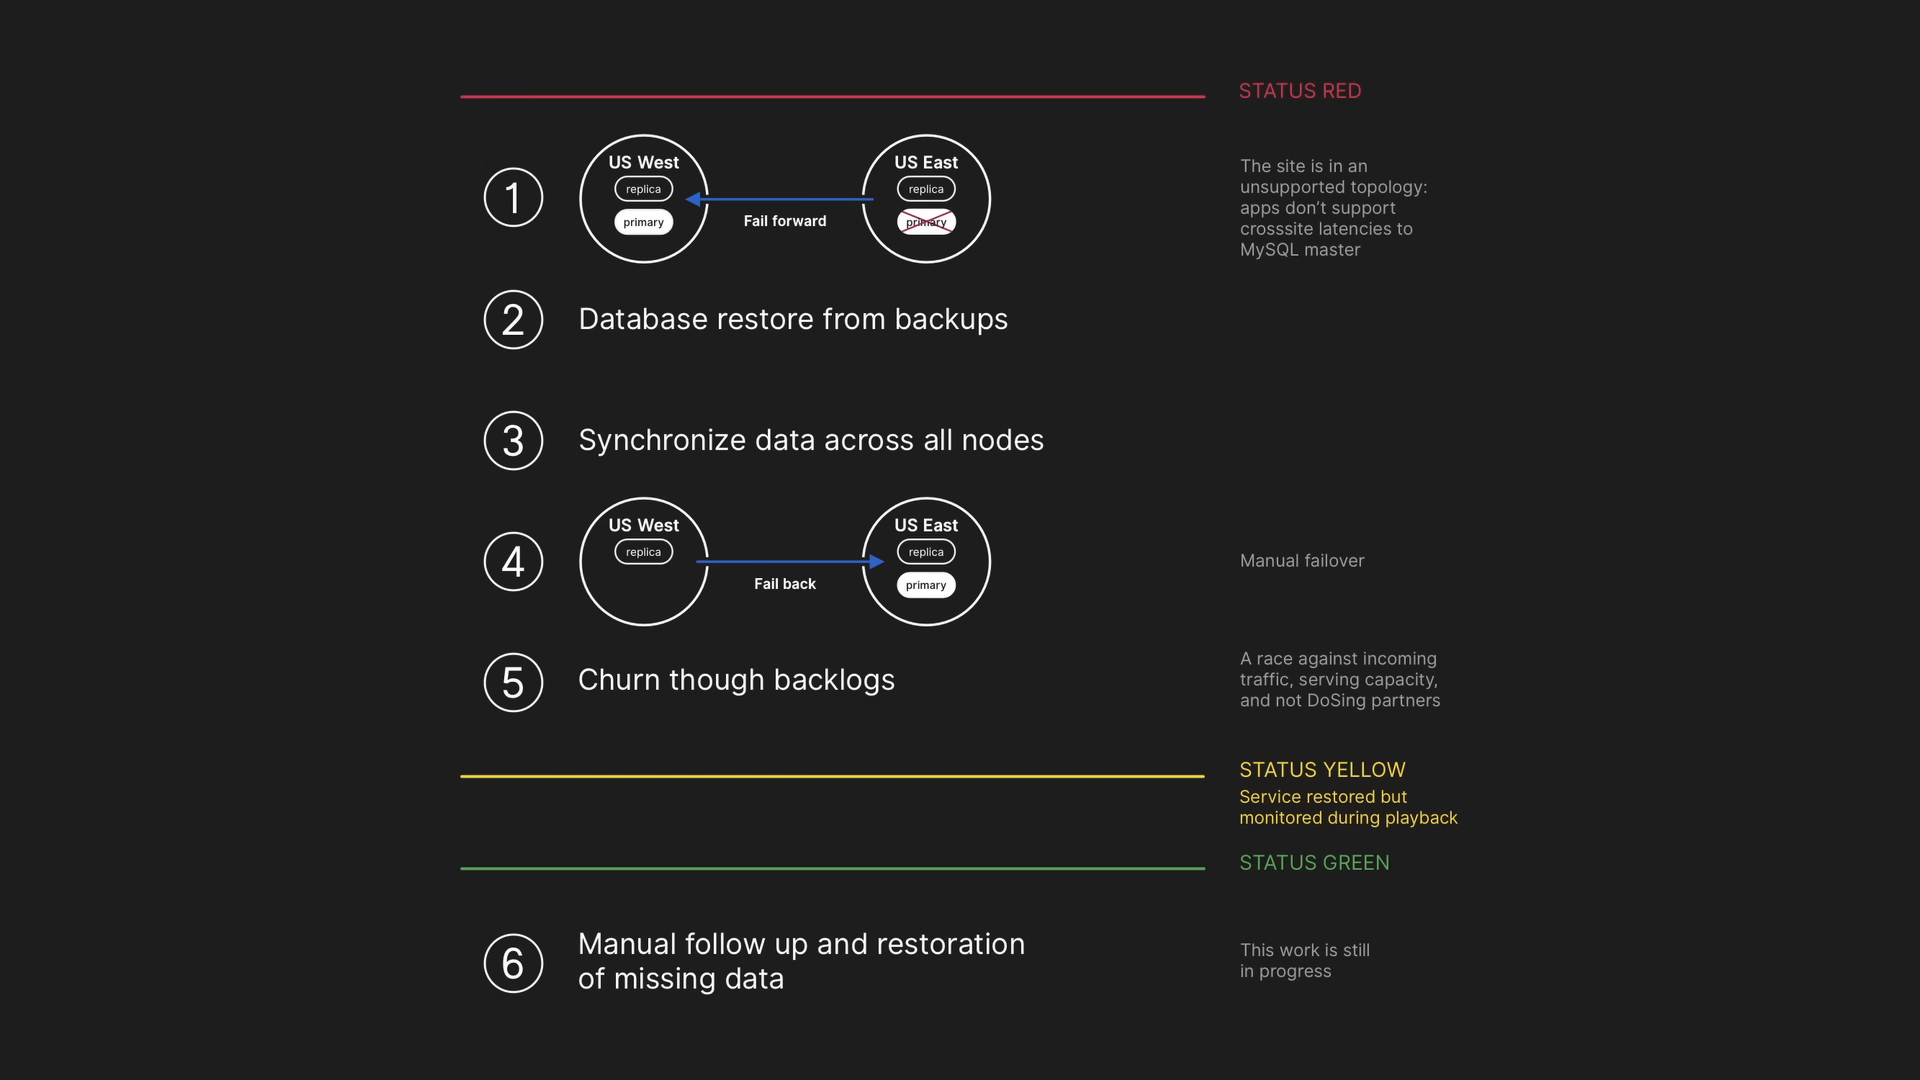 STATUS RED
1
US West
replica
primary
Fail forward
US East
replica
primary
The site is in an
unsupported topology:
apps don’t support
crosssite latencies to
MySQL master
2
Database restore from backups
3
Synchronize data across all nodes
4
US West
replica
Fail back
US East
replica
primary
Manual failover
5
Churn though backlogs
A race against incoming
traffic, serving capacity,
and not DoSing partners
STATUS YELLOW
Service restored but
monitored during playback
STATUS GREEN
6
Manual follow up and restoration
of missing data
This work is still
in progress